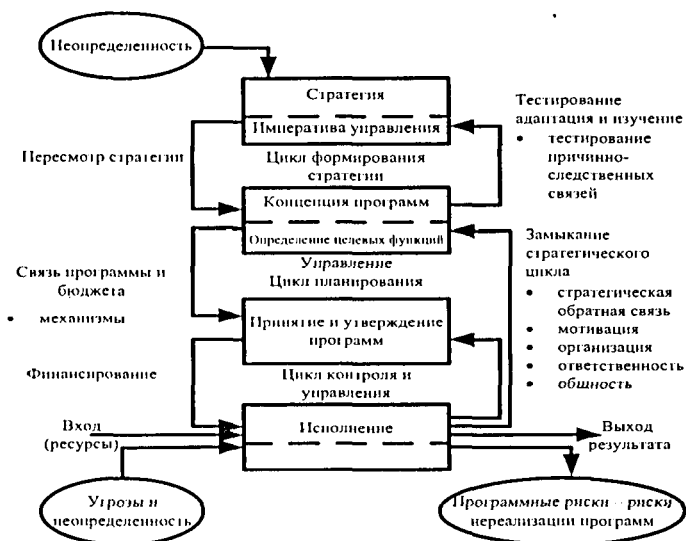 Неопределенность
Стратегия
Императива управления
Тестирование
адаптация и изучение
• тестирование
причинно-
следственных
связей
Пересмотр стратегии
Цикл формирования
стратегии
Концепция программ
Определение целевых функций
Замыкание
стратегического
цикла
• стратегическая
обратная связь
• мотивация
• организация
• ответственность
• общность
Связь программы и
бюджета
• механизмы
Управление
Цикл планирования
Принятие и утверждение
программ
Финансирование
Цикл контроля и
управления
Вход
(ресурсы)
Исполнение
Выход
результата
Угрозы и
неопределенность
Программные риски – риски
нереализации программ